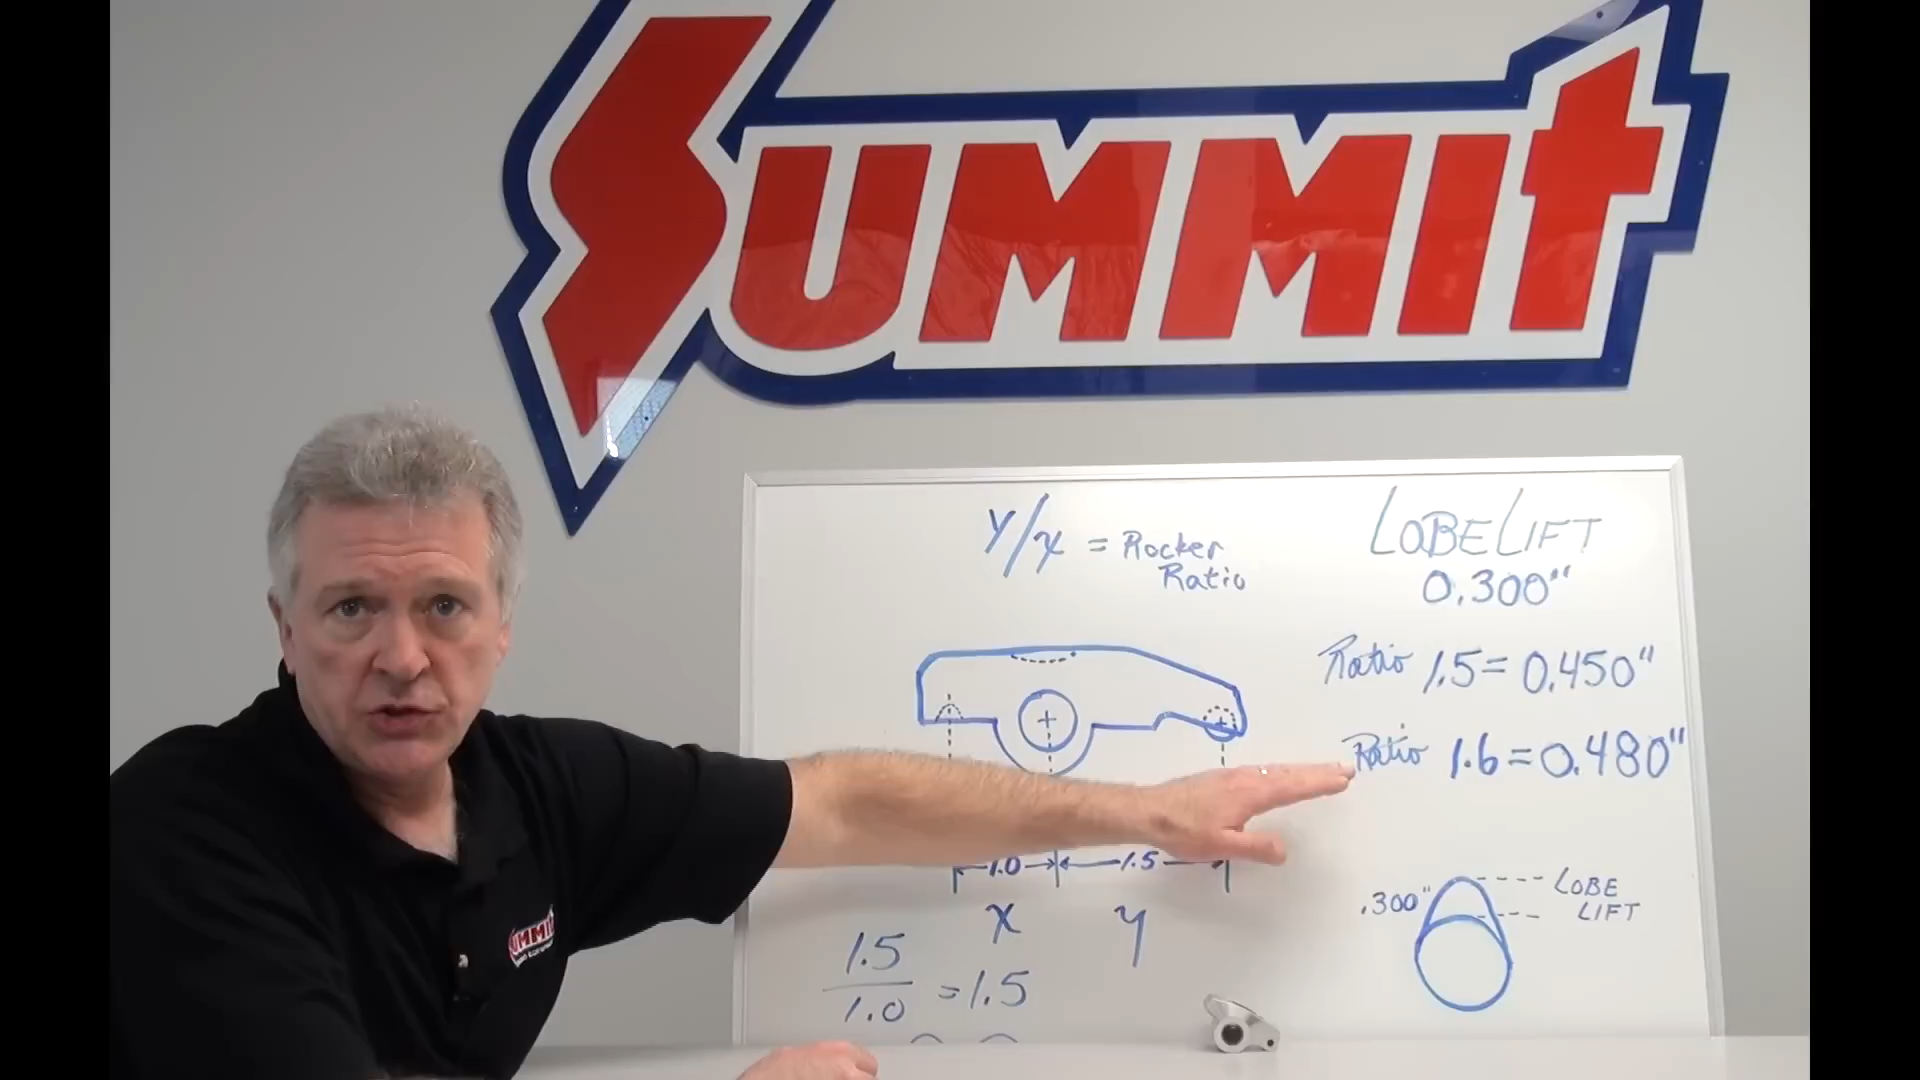 SUMMIT
Y/X = Rocker
Ratio
LOBE LIFT
0.300"
Ratio 1.5 = 0.450"
Ratio 1.6 = 0.480"
1.0
1.5
X
Y
1.5
1.0
= 1.5
.300"
LOBE
LIFT
SUMMIT